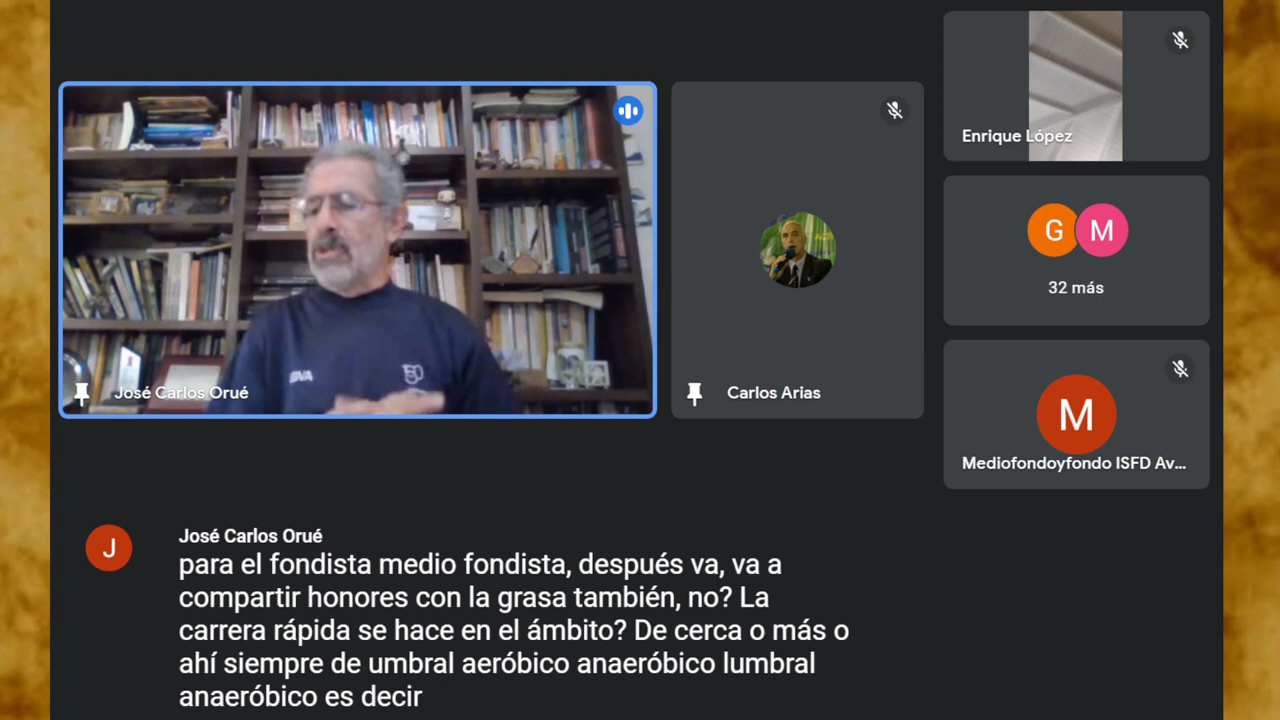 Enrique López
G M
32 más
BVA
50
José Carlos Orué
Carlos Arias
M
Mediofondoyfondo ISFD Av...
J
José Carlos Orué
para el fondista medio fondista, después va, va a
compartir honores con la grasa también, no? La
carrera rápida se hace en el ámbito? De cerca o más o
ahí siempre de umbral aeróbico anaeróbico lumbral
anaeróbico es decir